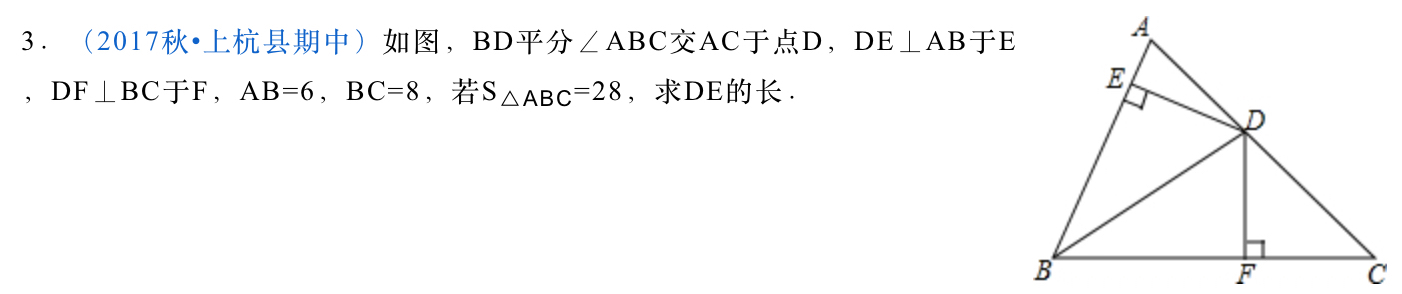 3．（2017秋•上杭县期中）如图，BD平分∠ABC交AC于点D，DE⊥AB于E
，DF⊥BC于F，AB=6，BC=8，若S△ABC=28，求DE的长．
A
E
D
B
F
C